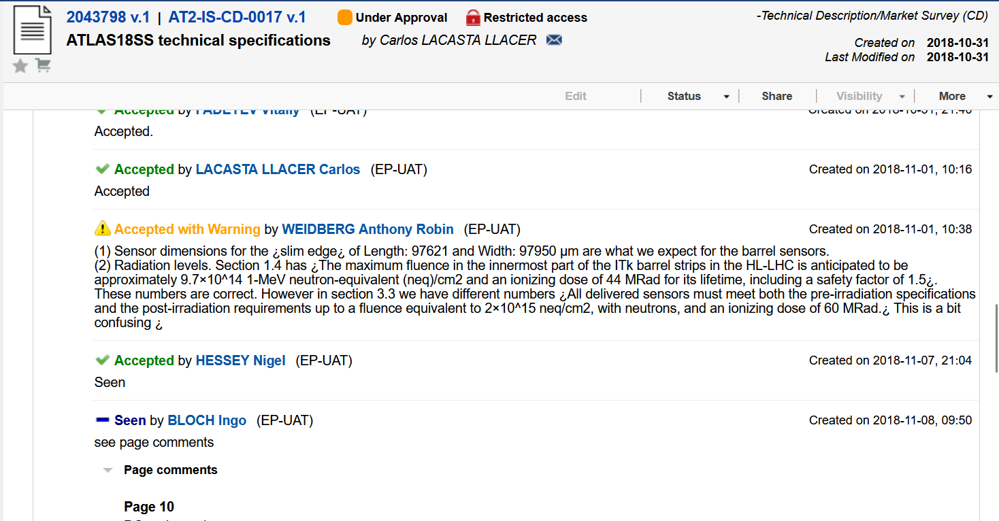 2043798 v.1 | AT2-IS-CD-0017 v.1
Under Approval
Restricted access
-Technical Description/Market Survey (CD)
ATLAS18SS technical specifications
by Carlos LACASTA LLACER
Created on 2018-10-31
Last Modified on 2018-10-31
Edit
Status
Share
Visibility
More
Accepted by FADEYEV Vitaliy (EP-UAT)
Created on 2018-10-31, 21:40
Accepted.
Accepted by LACASTA LLACER Carlos (EP-UAT)
Created on 2018-11-01, 10:16
Accepted
Accepted with Warning by WEIDBERG Anthony Robin (EP-UAT)
Created on 2018-11-01, 10:38
(1) Sensor dimensions for the ¿slim edge¿ of Length: 97621 and Width: 97950 μm are what we expect for the barrel sensors.
(2) Radiation levels. Section 1.4 has ¿The maximum fluence in the innermost part of the ITk barrel strips in the HL-LHC is anticipated to be
approximately 9.7×10^14 1-MeV neutron-equivalent (neq)/cm2 and an ionizing dose of 44 MRad for its lifetime, including a safety factor of 1.5¿.
These numbers are correct. However in section 3.3 we have different numbers ¿All delivered sensors must meet both the pre-irradiation specifications
and the post-irradiation requirements up to a fluence equivalent to 2×10^15 neq/cm2, with neutrons, and an ionizing dose of 60 MRad.¿ This is a bit
confusing ¿
Accepted by HESSEY Nigel (EP-UAT)
Created on 2018-11-07, 21:04
Seen
Seen by BLOCH Ingo (EP-UAT)
Created on 2018-11-08, 09:50
see page comments
Page comments
Page 10